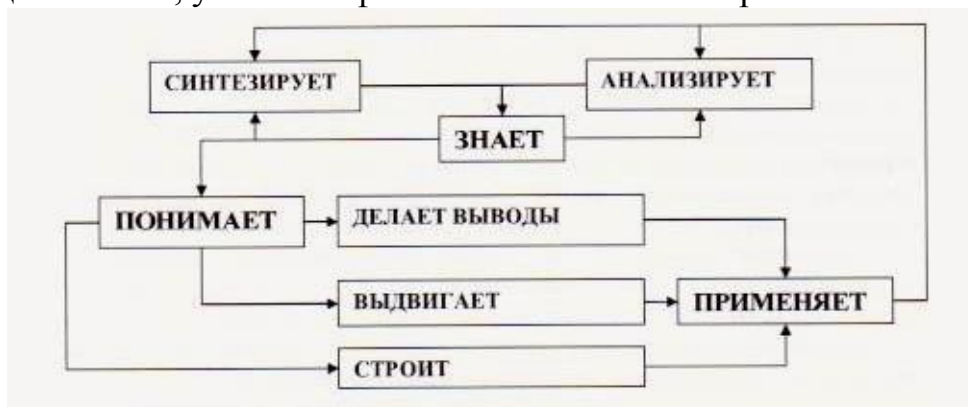 СИНТЕЗИРУЕТ
АНАЛИЗИРУЕТ
ЗНАЕТ
ПОНИМАЕТ
ДЕЛАЕТ ВЫВОДЫ
ВЫДВИГАЕТ
ПРИМЕНЯЕТ
СТРОИТ